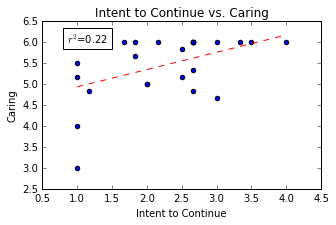 Intent to Continue vs. Caring
r²=0.22
Caring
6.5
6.0
5.5
5.0
4.5
4.0
3.5
3.0
2.5
0.5 1.0 1.5 2.0 2.5 3.0 3.5 4.0 4.5
Intent to Continue